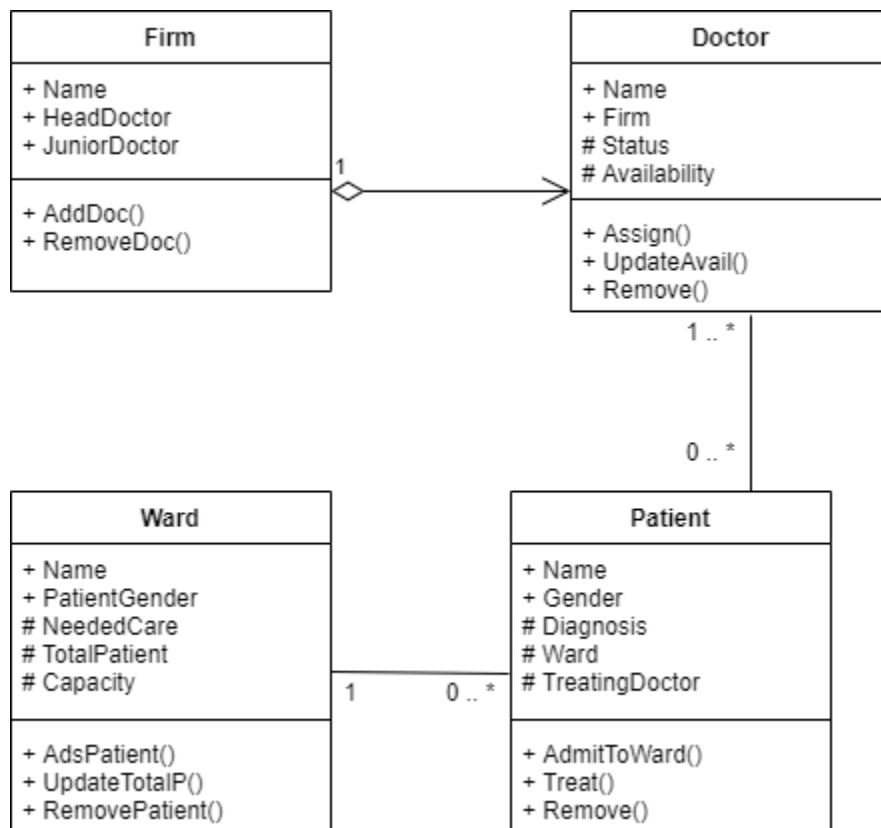 Firm
+ Name
+ HeadDoctor
+ JuniorDoctor
+ AddDoc()
+ RemoveDoc()
1
Doctor
+ Name
+ Firm
# Status
# Availability
+ Assign()
+ UpdateAvail()
+ Remove()
1 .. *
0 .. *
Ward
+ Name
+ PatientGender
# NeededCare
# TotalPatient
# Capacity
+ AdsPatient()
+ UpdateTotalP()
+ RemovePatient()
1
0 .. *
Patient
+ Name
+ Gender
# Diagnosis
# Ward
# TreatingDoctor
+ AdmitToWard()
+ Treat()
+ Remove()